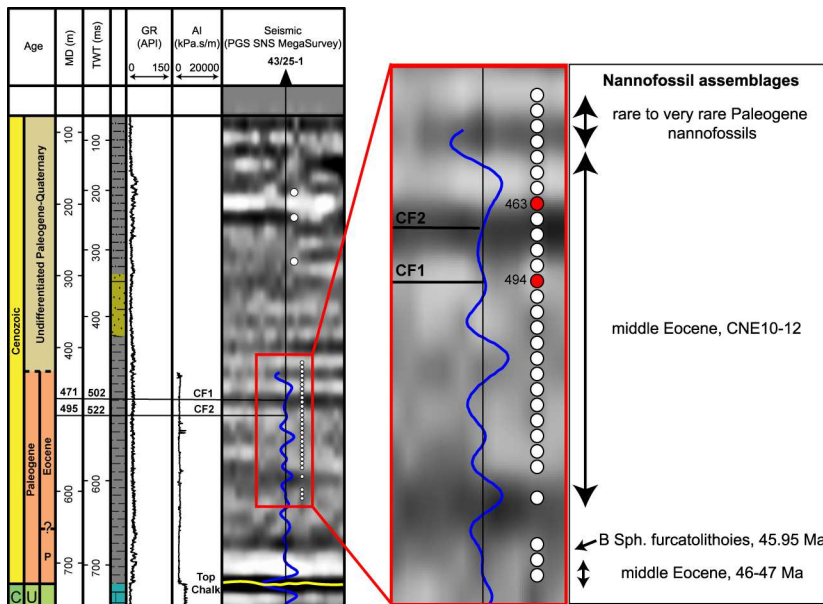 Age
MD (m)
TWT (ms)
GR
(API)
0 150
AI
(kPa.s/m)
0 20000
Seismic
(PGS SNS MegaSurvey)
43/25-1
Cenozoic
Undifferentiated Paleogene-Quaternary
Paleogene
Eocene
?
P
C
U
100
200
300
400
471
495
600
700
100
200
300
400
502
522
600
700
CF1
CF2
Top
Chalk
CF2
CF1
463
494
Nannofossil assemblages
rare to very rare Paleogene
nannofossils
middle Eocene, CNE10-12
B Sph. furcatolithoies, 45.95 Ma
middle Eocene, 46-47 Ma